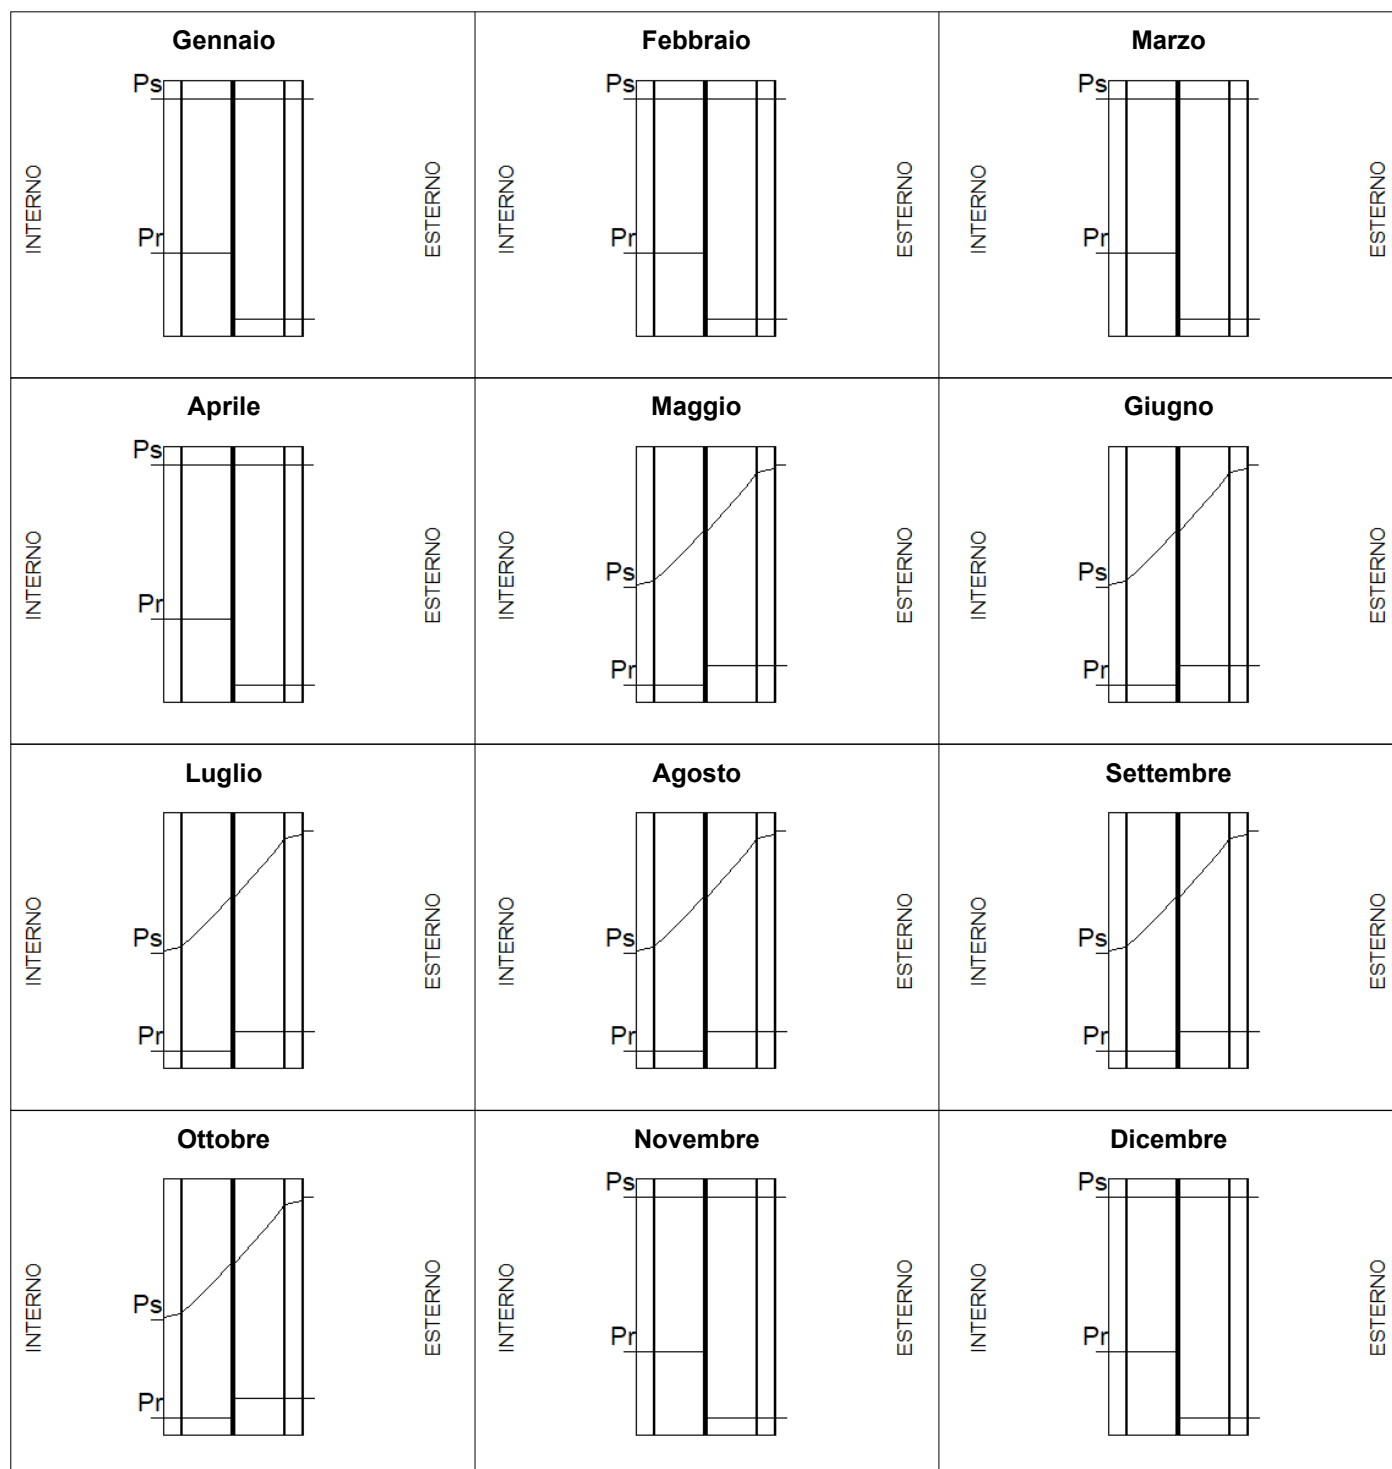 Gennaio
Ps
INTERNO
ESTERNO
Pr
Febbraio
Ps
INTERNO
ESTERNO
Pr
Marzo
Ps
INTERNO
ESTERNO
Pr
Aprile
Ps
INTERNO
ESTERNO
Pr
Maggio
INTERNO
ESTERNO
Ps
Pr
Giugno
INTERNO
ESTERNO
Ps
Pr
Luglio
INTERNO
ESTERNO
Ps
Pr
Agosto
INTERNO
ESTERNO
Ps
Pr
Settembre
INTERNO
ESTERNO
Ps
Pr
Ottobre
INTERNO
ESTERNO
Ps
Pr
Novembre
Ps
INTERNO
ESTERNO
Pr
Dicembre
Ps
INTERNO
ESTERNO
Pr